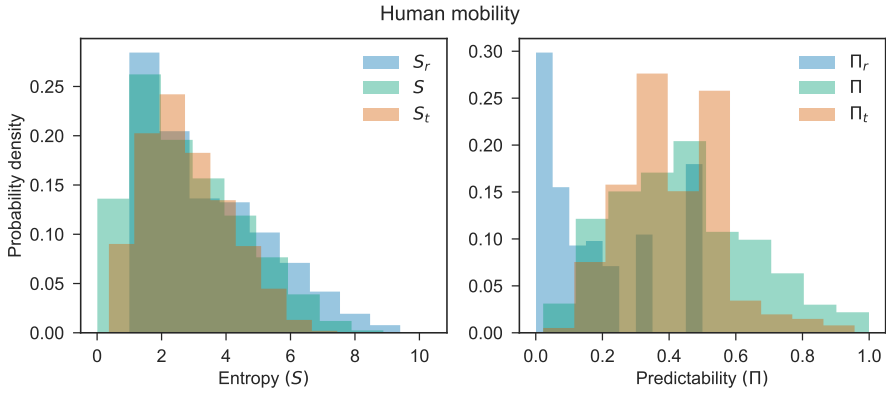 Human mobility
Probability density
0.25
0.20
0.15
0.10
0.05
0.00
0 2 4 6 8 10
Entropy (S)
S_r
S
S_t
0.30
0.25
0.20
0.15
0.10
0.05
0.00
0.0 0.2 0.4 0.6 0.8 1.0
Predictability (Π)
Π_r
Π
Π_t